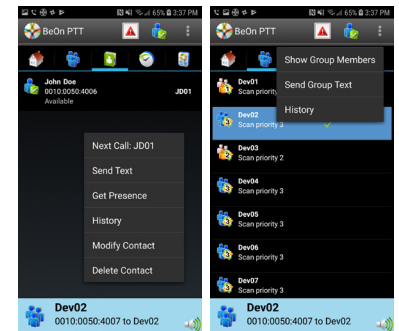 65% 3:37 PM
BeOn PTT
John Doe
0010:0050:4006
JD01
Available
Next Call: JD01
Send Text
Get Presence
History
Modify Contact
Delete Contact
Dev02
0010:0050:4007 to Dev02
65% 3:37 PM
BeOn PTT
Show Group Members
Send Group Text
History
Dev01
Scan priority
Dev02
Scan priority 3
Dev03
Scan priority 2
Dev04
Scan priority 3
Dev05
Scan priority 3
Dev06
Scan priority 3
Dev07
Scan priority 3
Dev02
0010:0050:4007 to Dev02